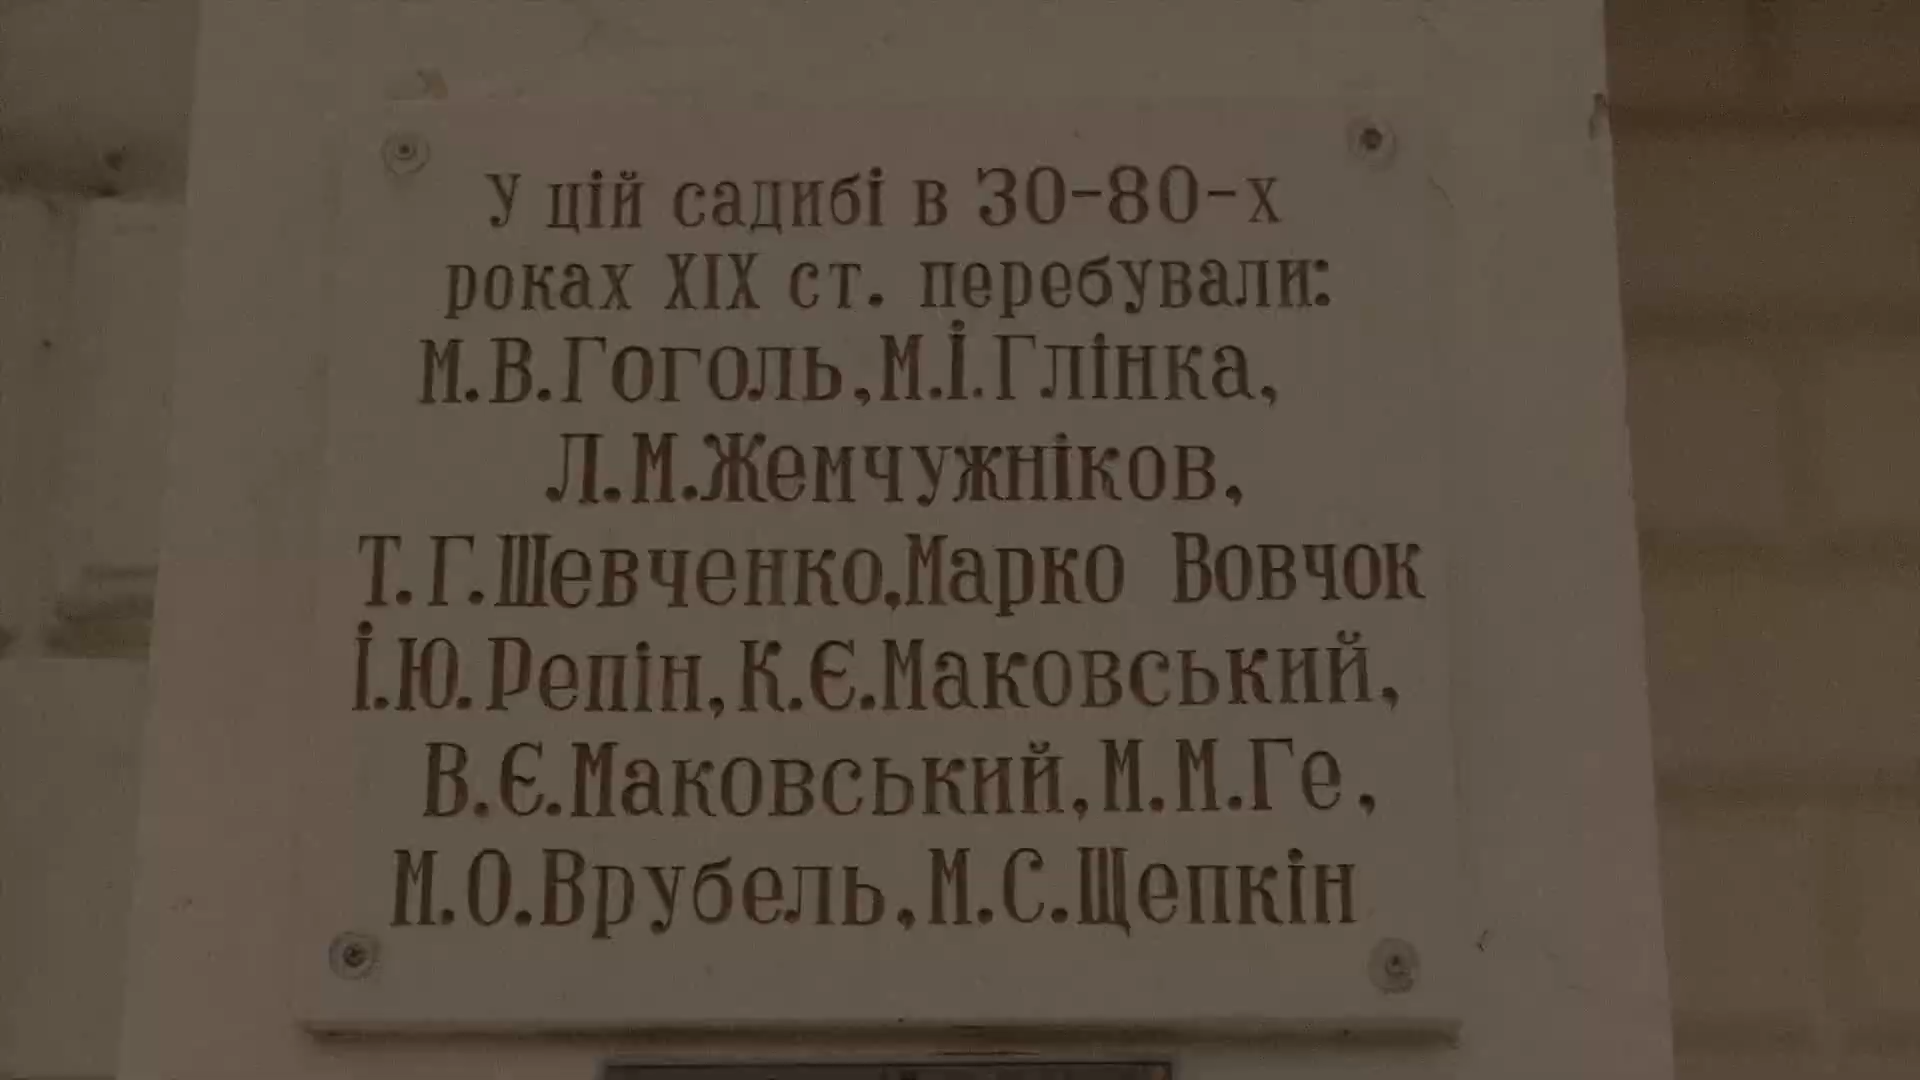 У цій садибі в 30-80-х
роках XIX ст. перебували:
М.В.Гоголь,М.І.Глінка,
Л.М.Жемчужніков,
Т.Г.Шевченко,Марко Вовчок
І.Ю.Репін,К.Є.Маковський,
В.Є.Маковський,М.М.Ге,
М.О.Врубель,М.С.Щепкін